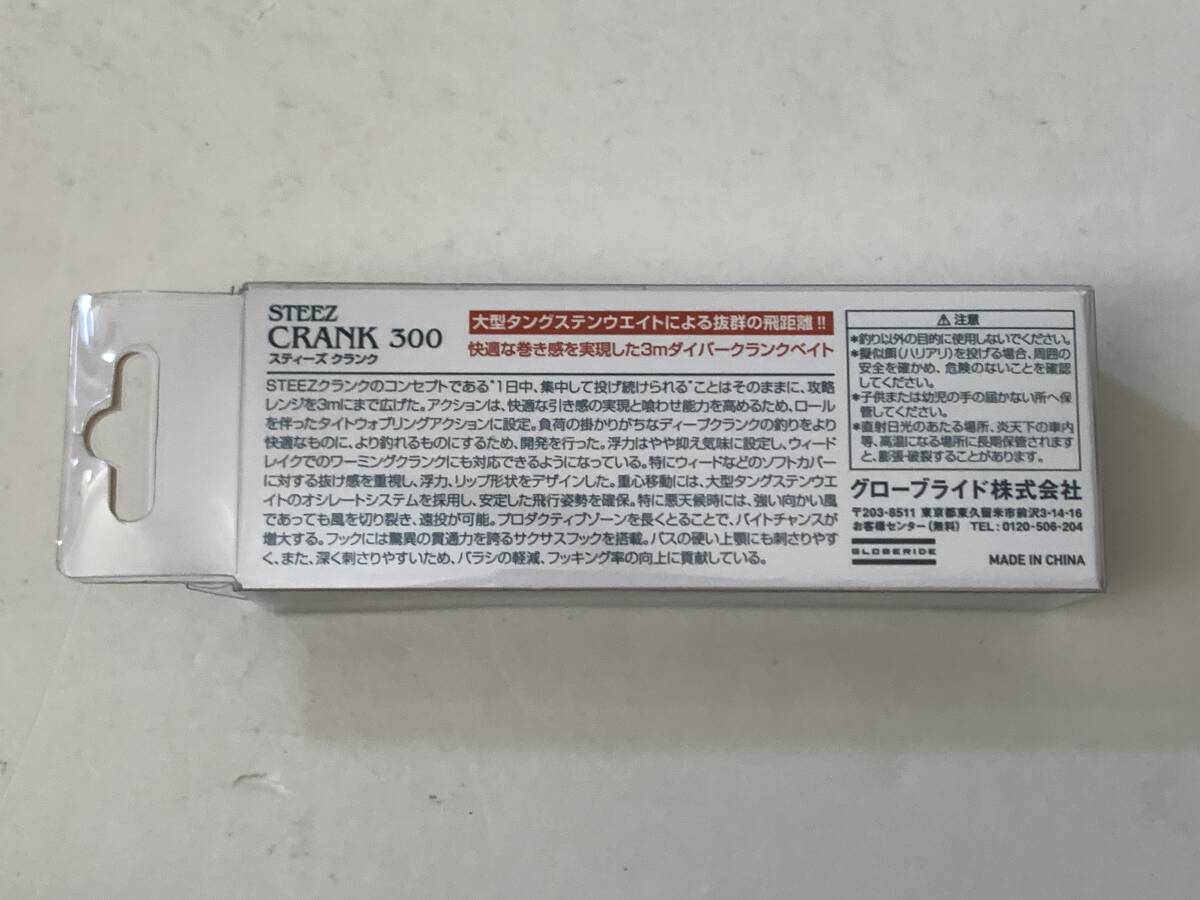 STEEZ
CRANK 300
スティーズ クランク
大型タングステンウエイトによる抜群の飛距離!!
快適な巻き感を実現した3mダイバークランクベイト
STEEZクランクのコンセプトである"1日中、集中して投げ続けられる"ことはそのままに、攻略
レンジを3mにまで広げた。アクションは、快適な引き感の実現と喰わせ能力を高めるため、ロール
を伴ったタイトウォブリングアクションに設定。負荷の掛かりがちなディープクランクの釣りをより
快適なものに、より釣れるものにするため、開発を行った。浮力はやや抑え気味に設定し、ウィード
レイクでのワーミングクランクにも対応できるようになっている。特にウィードなどのソフトカバー
に対する抜け感を重視し、浮力、リップ形状をデザインした。重心移動には、大型タングステンウエ
イトのオシレートシステムを採用し、安定した飛行姿勢を確保。特に悪天候時には、強い向かい風
であっても風を切り裂き、遠投が可能。プロダクティブゾーンを長くとることで、バイトチャンスが
増大する。フックには驚異の貫通力を誇るサクサスフックを搭載。バスの硬い上顎にも刺さりやす
く、また、深く刺さりやすいため、バラシの軽減、フッキング率の向上に貢献している。
⚠注意
*釣り以外の目的に使用しないでください。
*擬似餌(ハリアリ)を投げる場合、周囲の
安全を確かめ、危険のないことを確認
してください。
*子供または幼児の手の届かない所へ保
管してください。
*直射日光のあたる場所、炎天下の車内
等、高温になる場所に長期保管されます
と、膨張・破裂することがあります。
グローブライド株式会社
〒203-8511 東京都東久留米市前沢3-14-16
お客様センター(無料) TEL:0120-506-204
GLOBERIDE
MADE IN CHINA